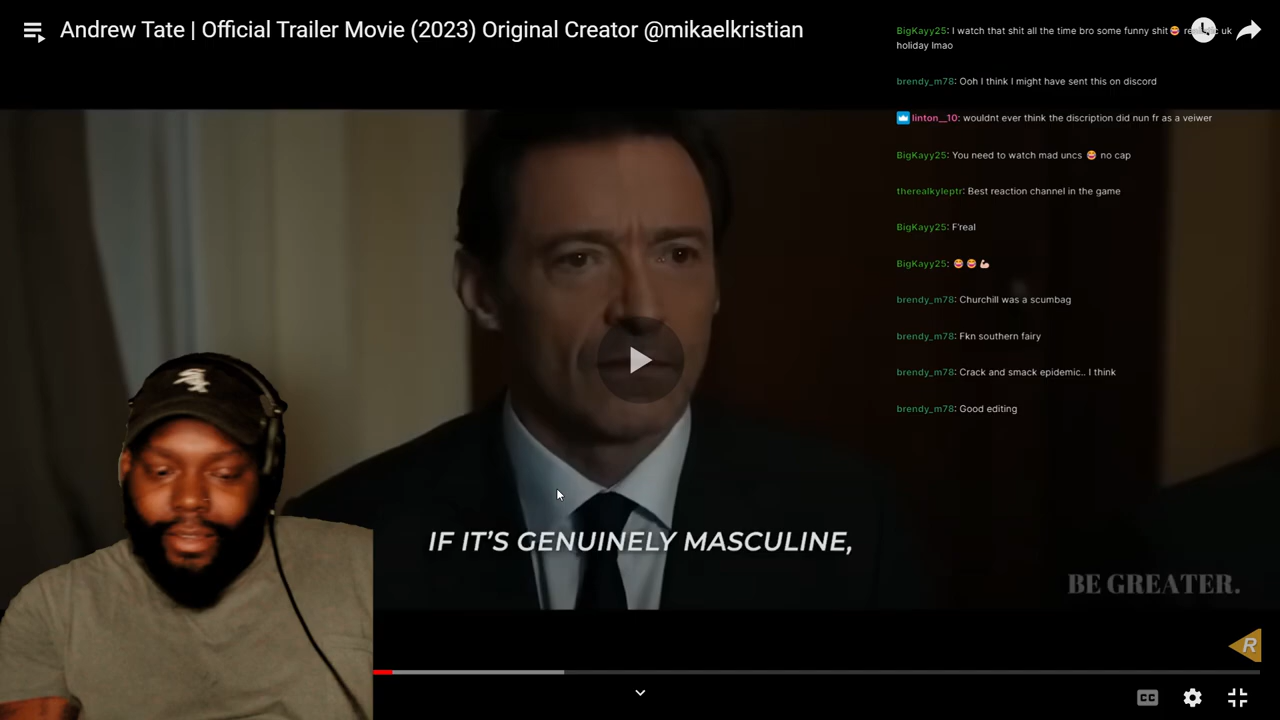 Andrew Tate | Official Trailer Movie (2023) Original Creator @mikaelkristian
BigKayy25: I watch that shit all the time bro some funny shit🥰 uk
holiday lmao
brendy_m78: Ooh I think I might have sent this on discord
linton__10: wouldnt ever think the discription did nun fr as a veiwer
BigKayy25: You need to watch mad uncs 🥰 no cap
therealkyleptr: Best reaction channel in the game
BigKayy25: F'real
BigKayy25: 🥰 🥰 💪🏻
brendy_m78: Churchill was a scumbag
brendy_m78: Fkn southern fairy
brendy_m78: Crack and smack epidemic.. I think
brendy_m78: Good editing
IF IT'S GENUINELY MASCULINE,
BE GREATER.
R
CC